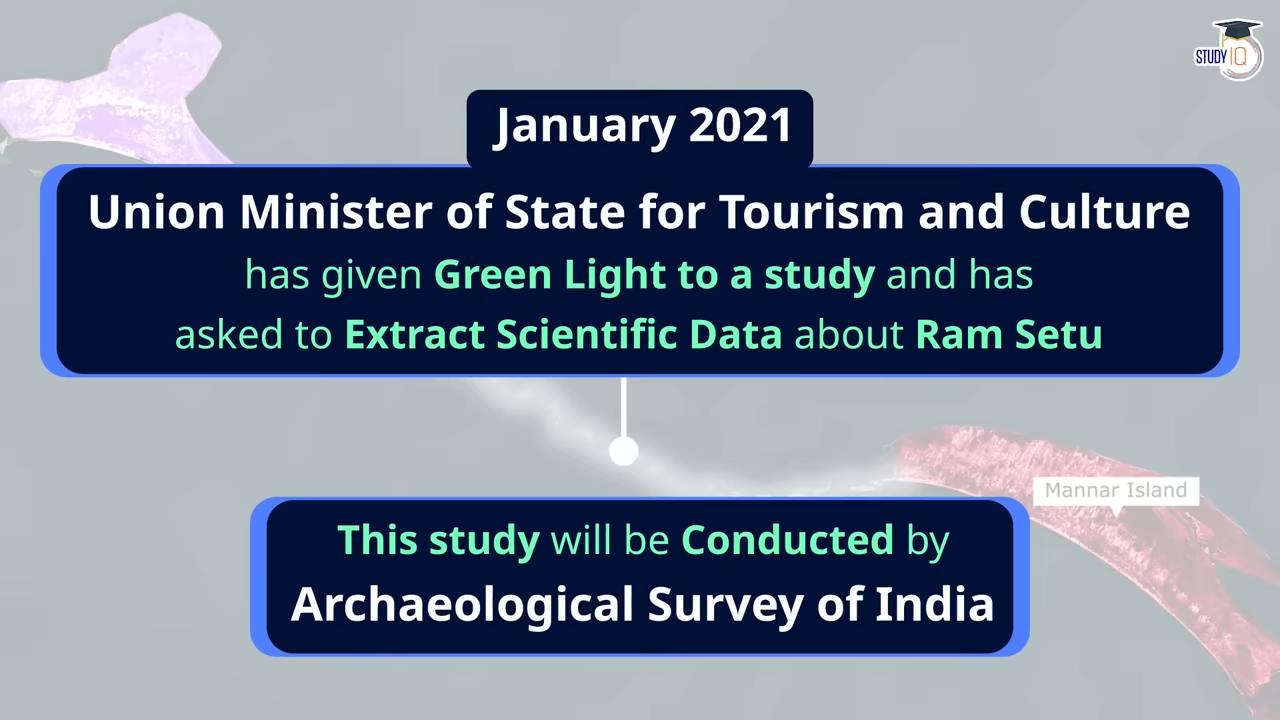 STUDY IQ
January 2021
Union Minister of State for Tourism and Culture
has given Green Light to a study and has
asked to Extract Scientific Data about Ram Setu
Mannar Island
This study will be Conducted by
Archaeological Survey of India